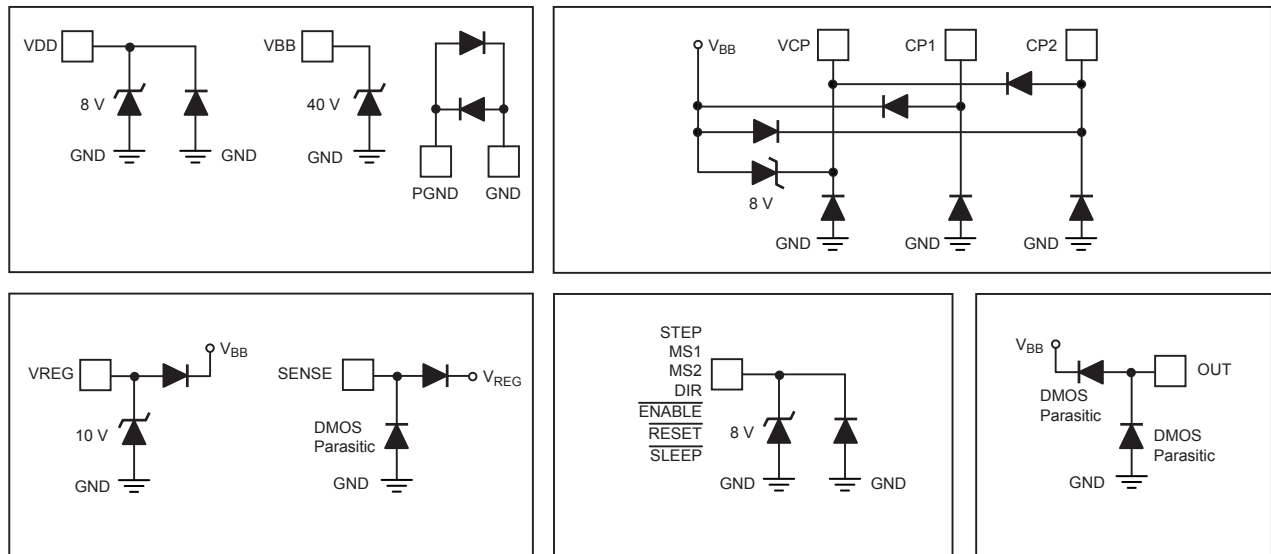 VDD
8 V
GND
GND
VBB
40 V
GND
PGND
GND
VBB
VCP
CP1
CP2
8 V
GND
GND
GND
VREG
VBB
10 V
GND
SENSE
VREG
DMOS
Parasitic
GND
STEP
MS1
MS2
DIR
ENABLE
RESET
SLEEP
8 V
GND
GND
VBB
DMOS
Parasitic
OUT
DMOS
Parasitic
GND